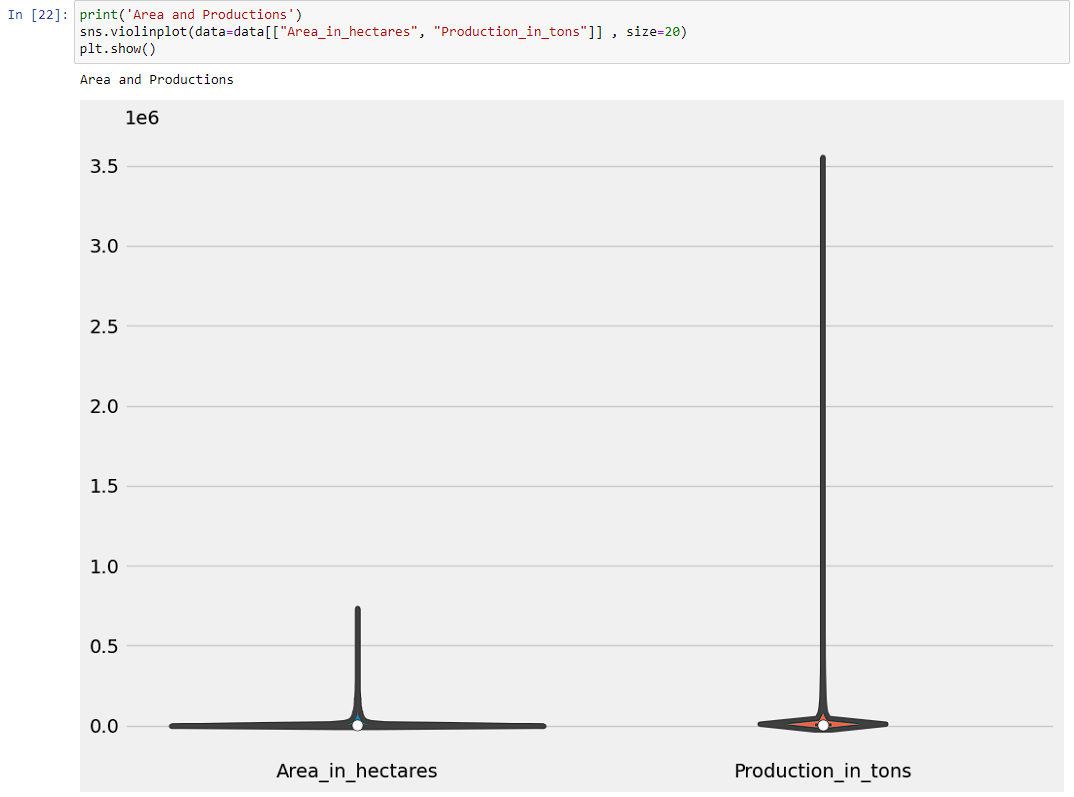 In [22]: print('Area and Productions')
sns.violinplot(data=data[["Area_in_hectares", "Production_in_tons"]] , size=20)
plt.show()
Area and Productions
1e6
3.5
3.0
2.5
2.0
1.5
1.0
0.5
0.0
Area_in_hectares Production_in_tons